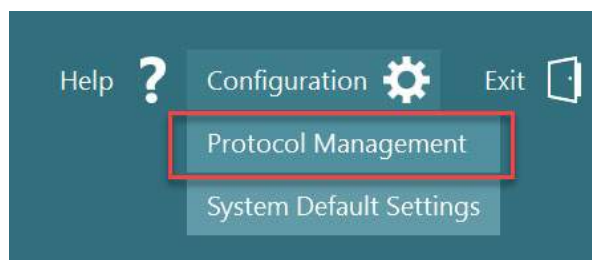 Help ? Configuration Exit
Protocol Management
System Default Settings